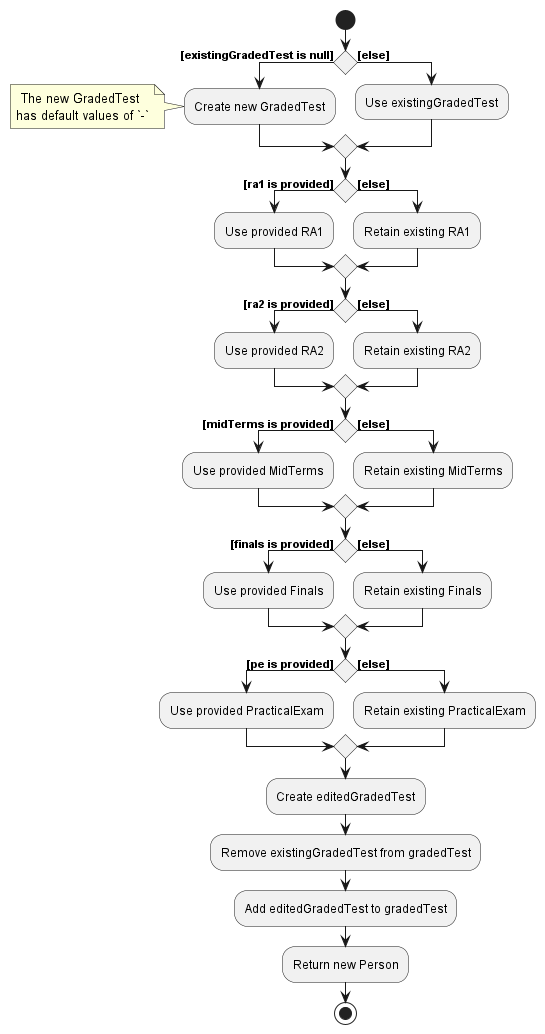 [existingGradedTest is null]
[else]
The new GradedTest
has default values of `-`
Create new GradedTest
Use existingGradedTest
[ra1 is provided]
[else]
Use provided RA1
Retain existing RA1
[ra2 is provided]
[else]
Use provided RA2
Retain existing RA2
[midTerms is provided]
[else]
Use provided MidTerms
Retain existing MidTerms
[finals is provided]
[else]
Use provided Finals
Retain existing Finals
[pe is provided]
[else]
Use provided PracticalExam
Retain existing PracticalExam
Create editedGradedTest
Remove existingGradedTest from gradedTest
Add editedGradedTest to gradedTest
Return new Person